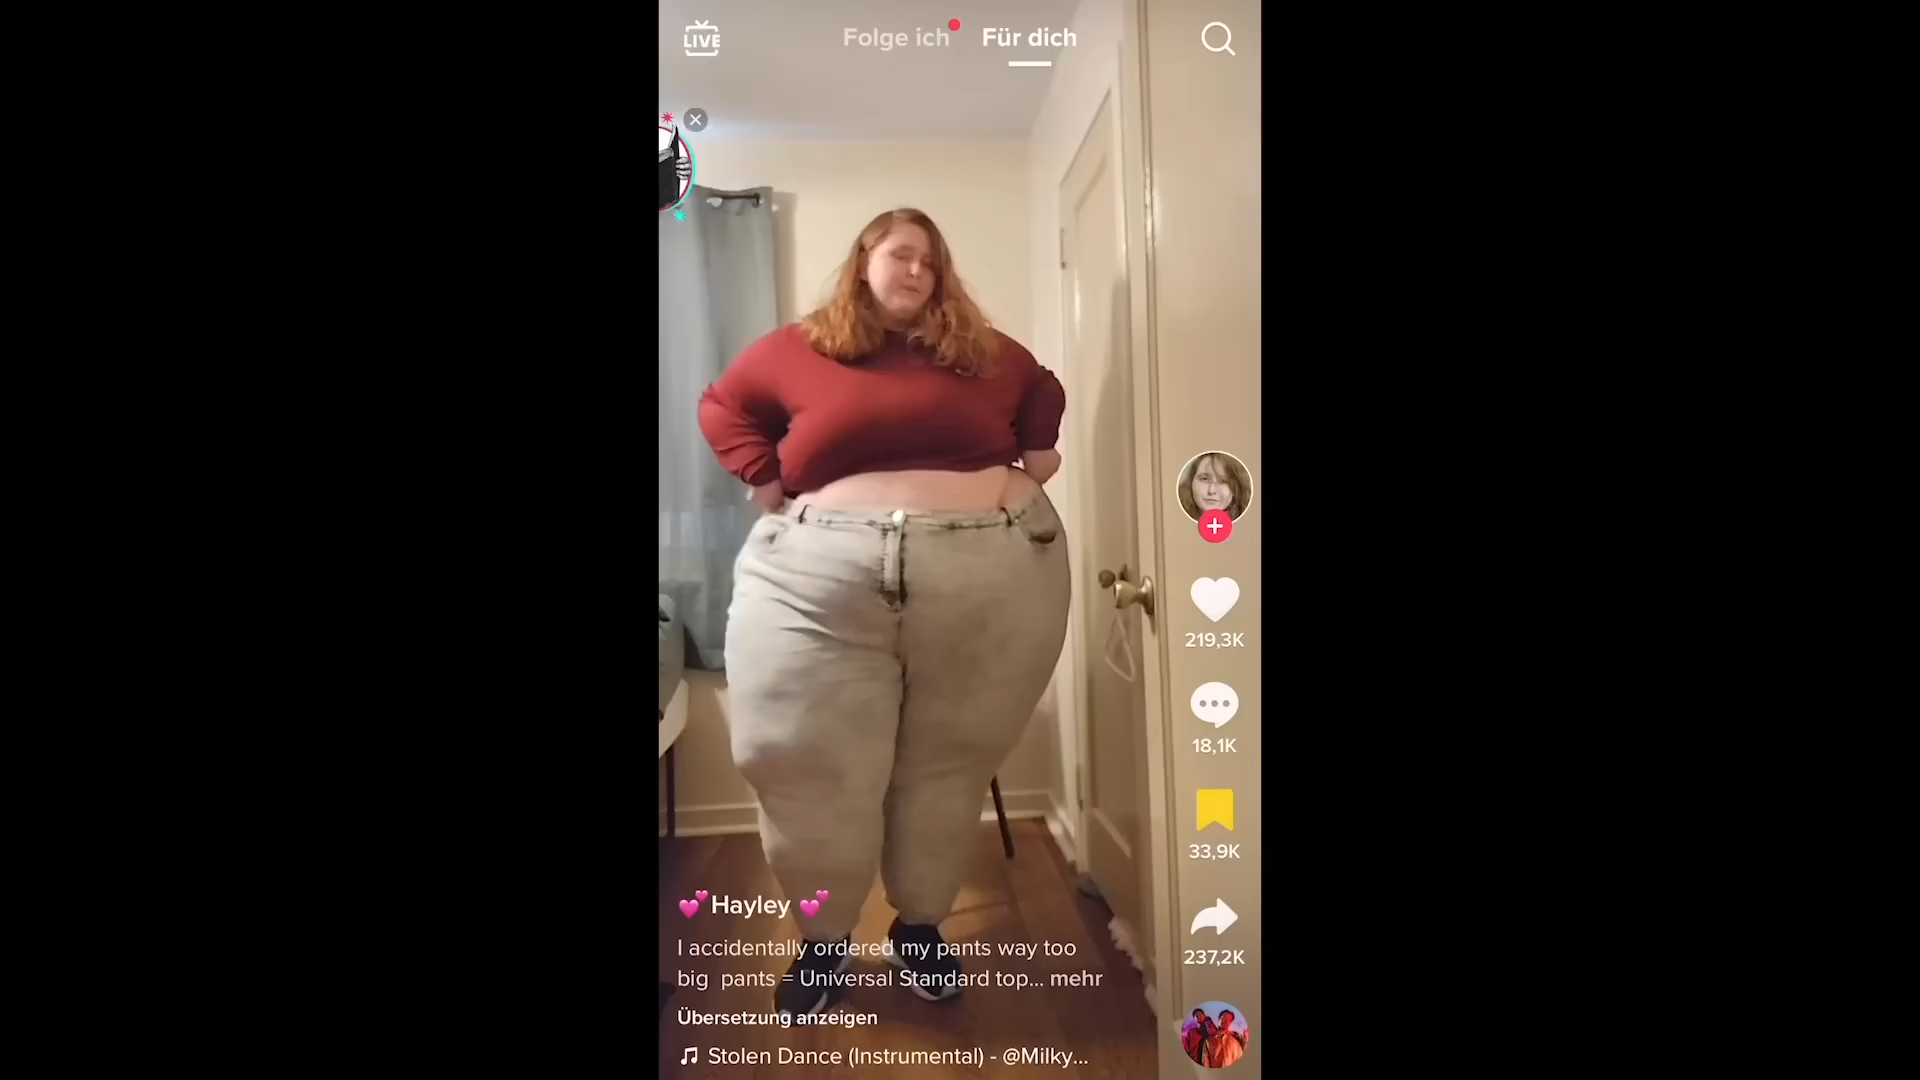 LIVE
Folge ich
Für dich
219,3K
18,1K
33,9K
237,2K
💕 Hayley 💕
I accidentally ordered my pants way too
big pants = Universal Standard top... mehr
Übersetzung anzeigen
Stolen Dance (Instrumental) - @Milky...